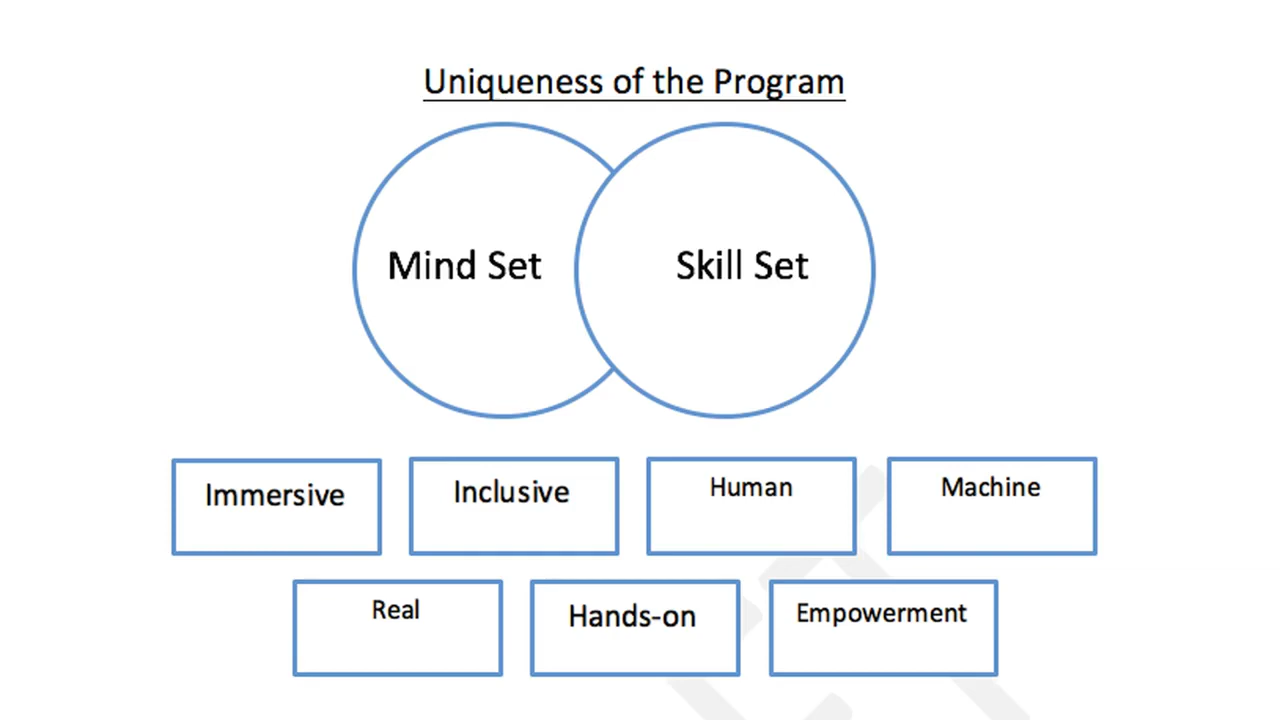 Uniqueness of the Program
Mind Set
Skill Set
Immersive
Inclusive
Human
Machine
Real
Hands-on
Empowerment